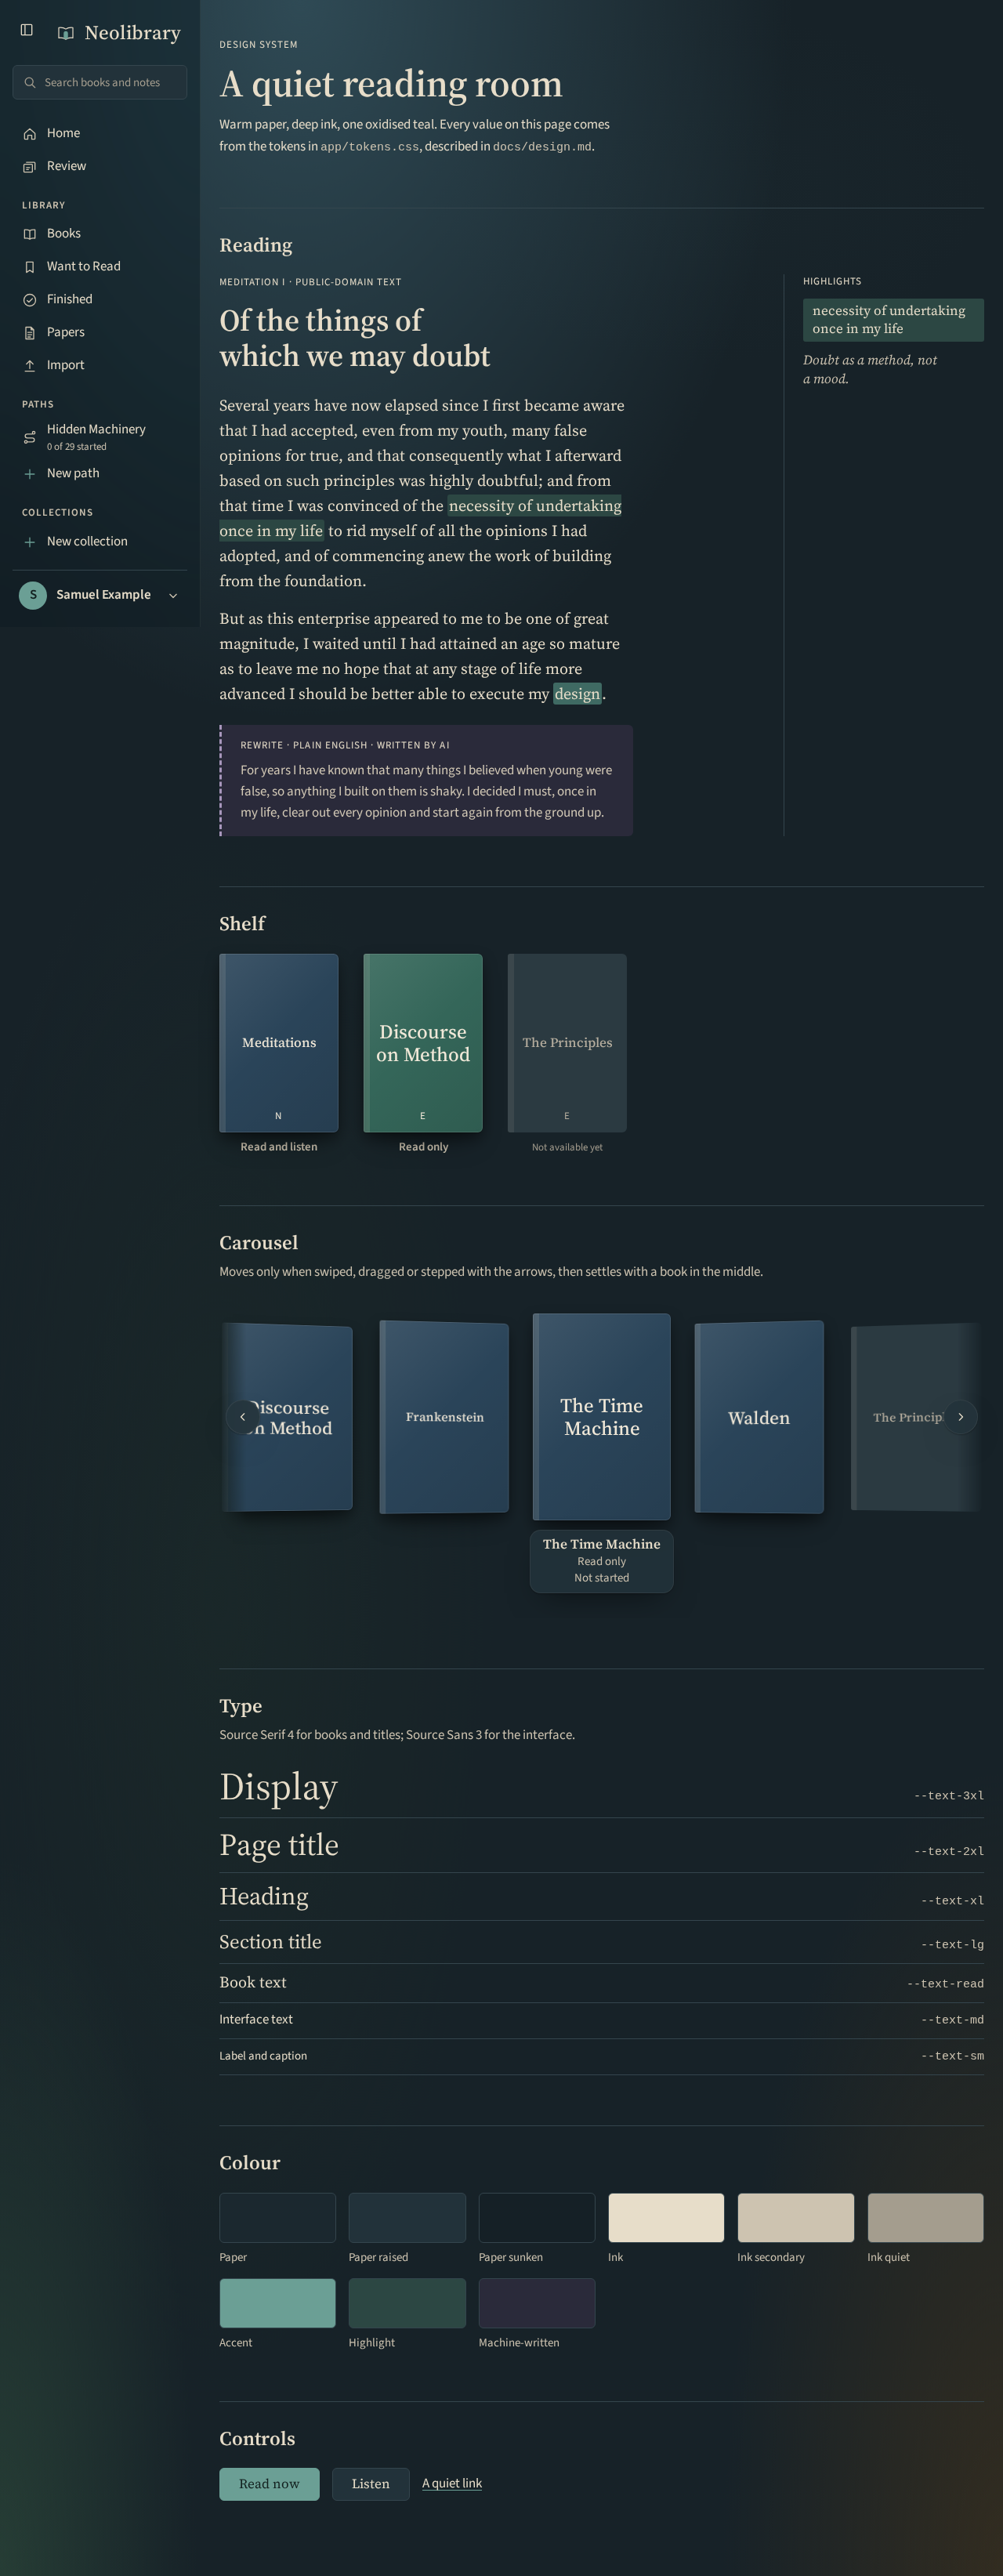 Neolibrary
Search books and notes
Home
Review
LIBRARY
Books
Want to Read
Finished
Papers
Import
PATHS
Hidden Machinery
0 of 29 started
New path
COLLECTIONS
New collection
S
Samuel Example
DESIGN SYSTEM
A quiet reading room
Warm paper, deep ink, one oxidised teal. Every value on this page comes
from the tokens in app/tokens.css, described in docs/design.md.
Reading
MEDITATION I · PUBLIC-DOMAIN TEXT
Of the things of
which we may doubt
Several years have now elapsed since I first became aware
that I had accepted, even from my youth, many false
opinions for true, and that consequently what I afterward
based on such principles was highly doubtful; and from
that time I was convinced of the necessity of undertaking
once in my life to rid myself of all the opinions I had
adopted, and of commencing anew the work of building
from the foundation.
But as this enterprise appeared to me to be one of great
magnitude, I waited until I had attained an age so mature
as to leave me no hope that at any stage of life more
advanced I should be better able to execute my design.
REWRITE · PLAIN ENGLISH · WRITTEN BY AI
For years I have known that many things I believed when young were
false, so anything I built on them is shaky. I decided I must, once in
my life, clear out every opinion and start again from the ground up.
HIGHLIGHTS
necessity of undertaking
once in my life
Doubt as a method, not
a mood.
Shelf
Meditations
N
Read and listen
Discourse
on Method
E
Read only
The Principles
E
Not available yet
Carousel
Moves only when swiped, dragged or stepped with the arrows, then settles with a book in the middle.
Discourse
on Method
Frankenstein
The Time
Machine
Walden
The Princip
The Time Machine
Read only
Not started
Type
Source Serif 4 for books and titles; Source Sans 3 for the interface.
Display
--text-3xl
Page title
--text-2xl
Heading
--text-xl
Section title
--text-lg
Book text
--text-read
Interface text
--text-md
Label and caption
--text-sm
Colour
Paper
Paper raised
Paper sunken
Ink
Ink secondary
Ink quiet
Accent
Highlight
Machine-written
Controls
Read now
Listen
A quiet link